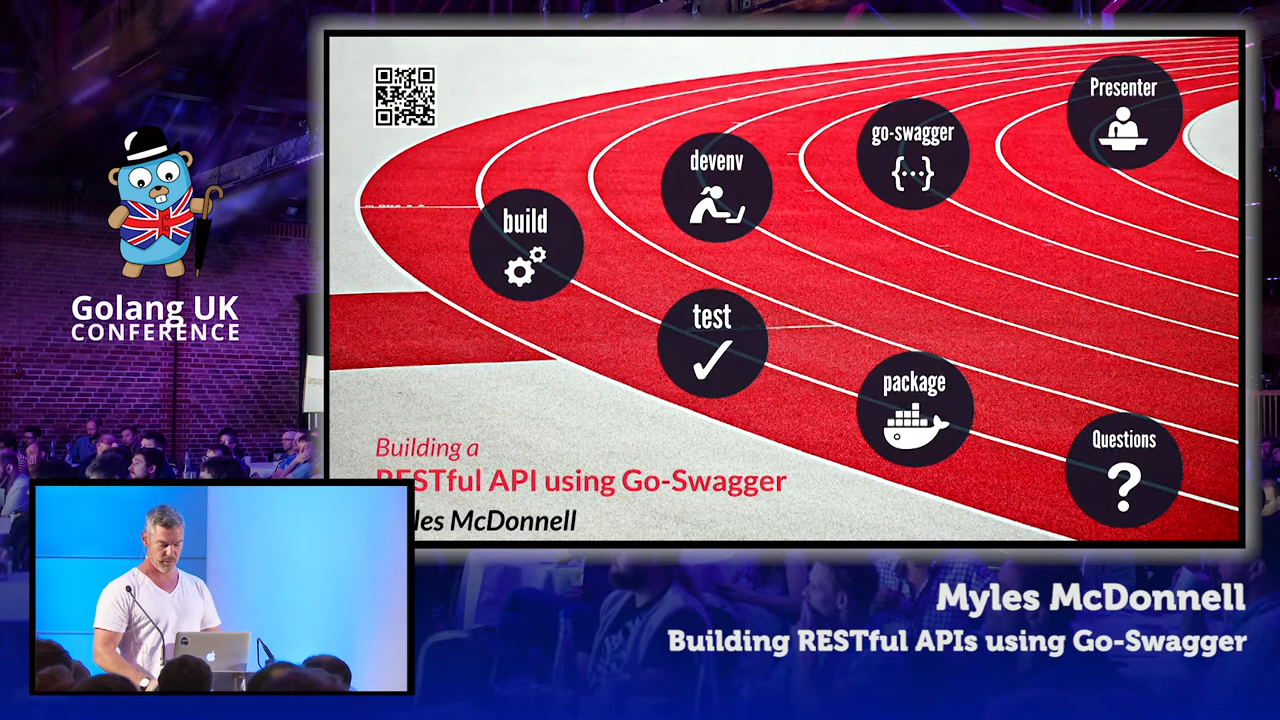 Golang UK
CONFERENCE
Presenter
go-swagger
{...}
devenv
build
test
package
Questions
?
Building a
RESTful API using Go-Swagger
les McDonnell
Myles McDonnell
Building RESTful APIs using Go-Swagger